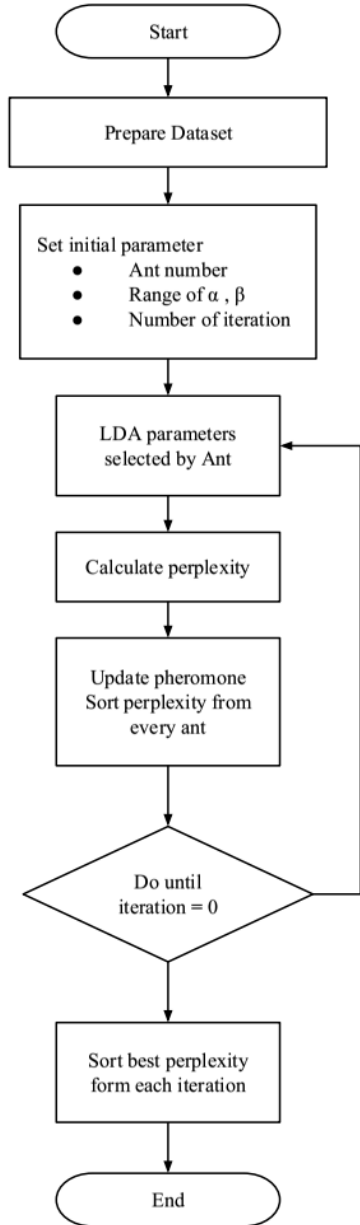 Start
Prepare Dataset
Set initial parameter
● Ant number
● Range of α , β
● Number of iteration
LDA parameters
selected by Ant
Calculate perplexity
Update pheromone
Sort perplexity from
every ant
Do until
iteration = 0
Sort best perplexity
form each iteration
End